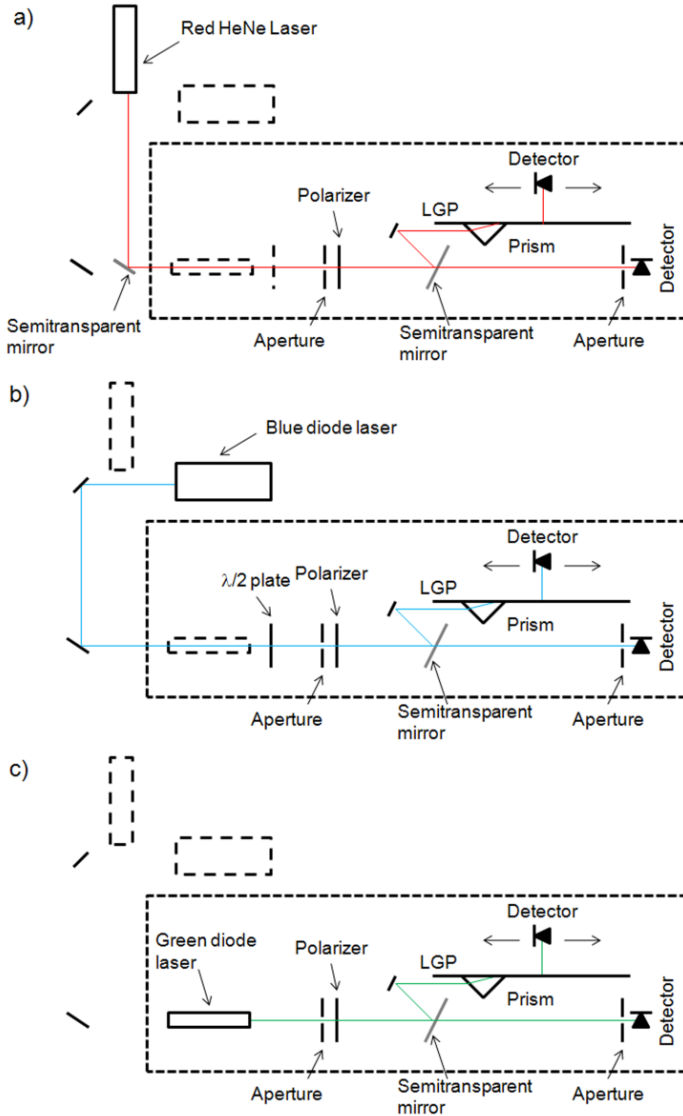 a)
Red HeNe Laser
Detector
Polarizer
LGP
Prism
Detector
Semitransparent
mirror
Aperture
Semitransparent
mirror
Aperture
b)
Blue diode laser
Detector
λ/2 plate
Polarizer
LGP
Prism
Detector
Aperture
Semitransparent
mirror
Aperture
c)
Detector
Green diode
laser
Polarizer
LGP
Prism
Detector
Aperture
Semitransparent
mirror
Aperture